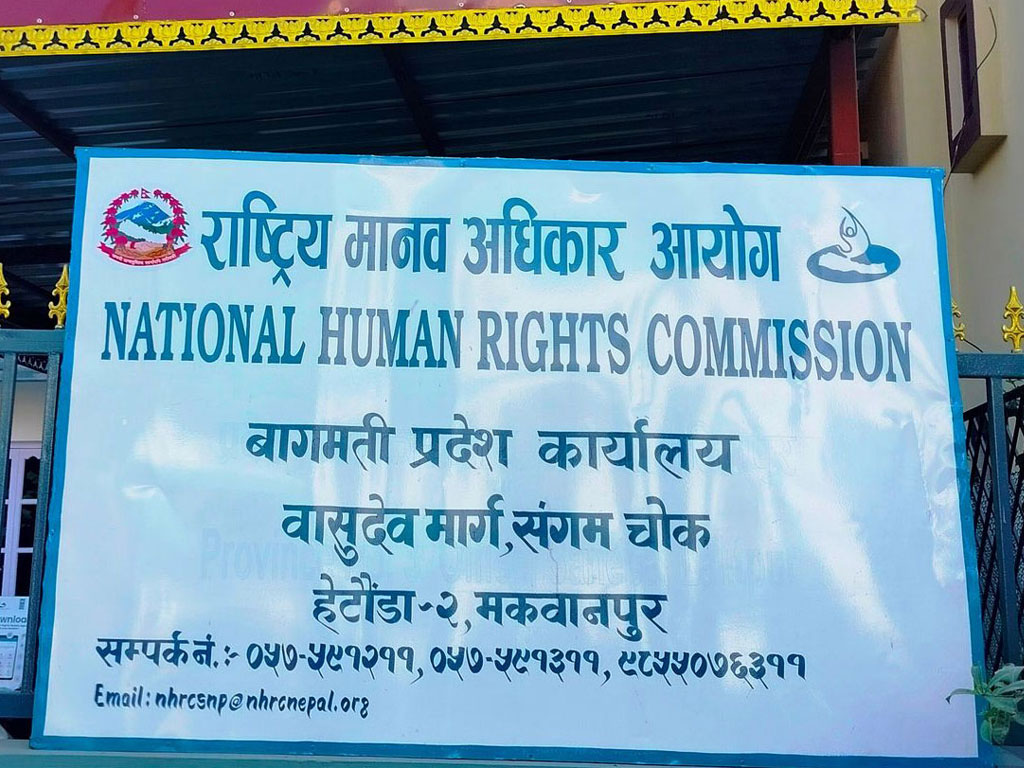 राष्ट्रिय मानव अधिकार आयोग
NATIONAL HUMAN RIGHTS COMMISSION
बागमती प्रदेश कार्यालय
वासुदेव मार्ग, संगम चोक
हेटौंडा-२, मकवानपुर
सम्पर्क नं. :- ०५७-५९१२११, ०५७-५९१३११, ९८५५०७६३११
Email: nhrcsnp@nhrcnepal.org